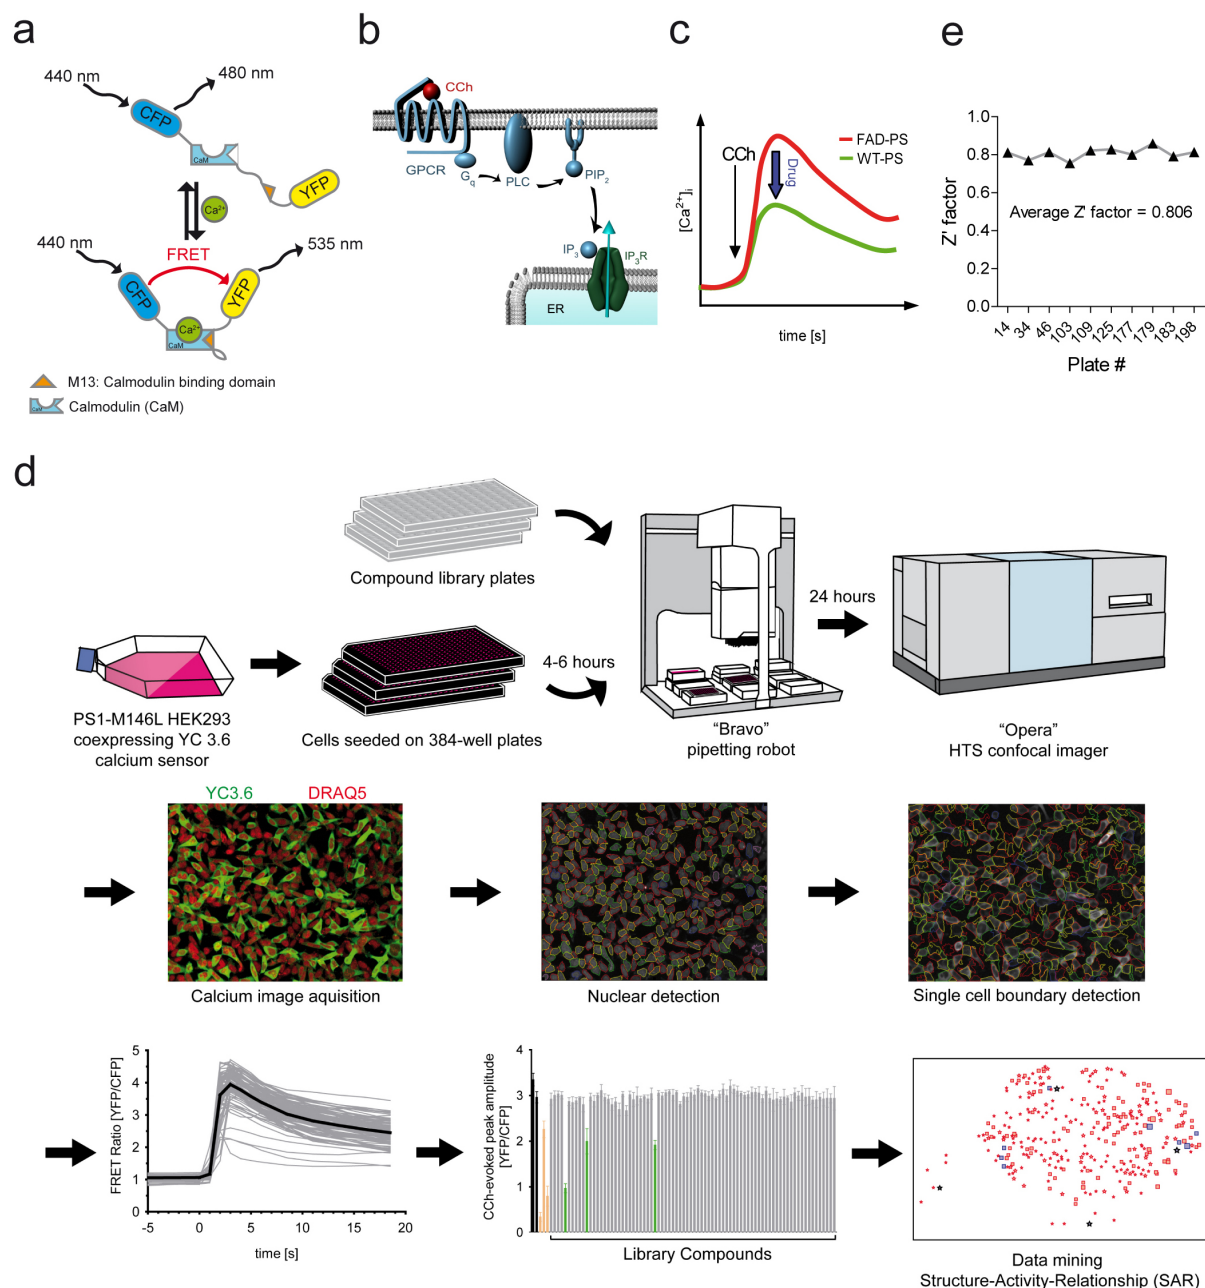 a
440 nm
480 nm
CFP
CaM
YFP
Ca2+
440 nm
FRET
535 nm
CFP
YFP
Ca2+
CaM
M13: Calmodulin binding domain
CaM
Calmodulin (CaM)
b
CCh
GPCR
Gq
PLC
PIP2
IP3
IP3R
ER
c
FAD-PS
WT-PS
CCh
Drug
[Ca2+]i
time [s]
e
Z' factor
1.0
0.8
0.6
0.4
0.2
0.0
Average Z' factor = 0.806
14 34 46 103 109 125 177 179 183 198
Plate #
d
Compound library plates
PS1-M146L HEK293
coexpressing YC 3.6
calcium sensor
Cells seeded on 384-well plates
4-6 hours
“Bravo”
pipetting robot
24 hours
“Opera”
HTS confocal imager
YC3.6 DRAQ5
Calcium image aquisition
Nuclear detection
Single cell boundary detection
FRET Ratio [YFP/CFP]
5
4
3
2
1
0
-5 0 5 10 15 20
time [s]
CCh-evoked peak amplitude
[YFP/CFP]
4
3
2
1
0
Library Compounds
Data mining
Structure-Activity-Relationship (SAR)